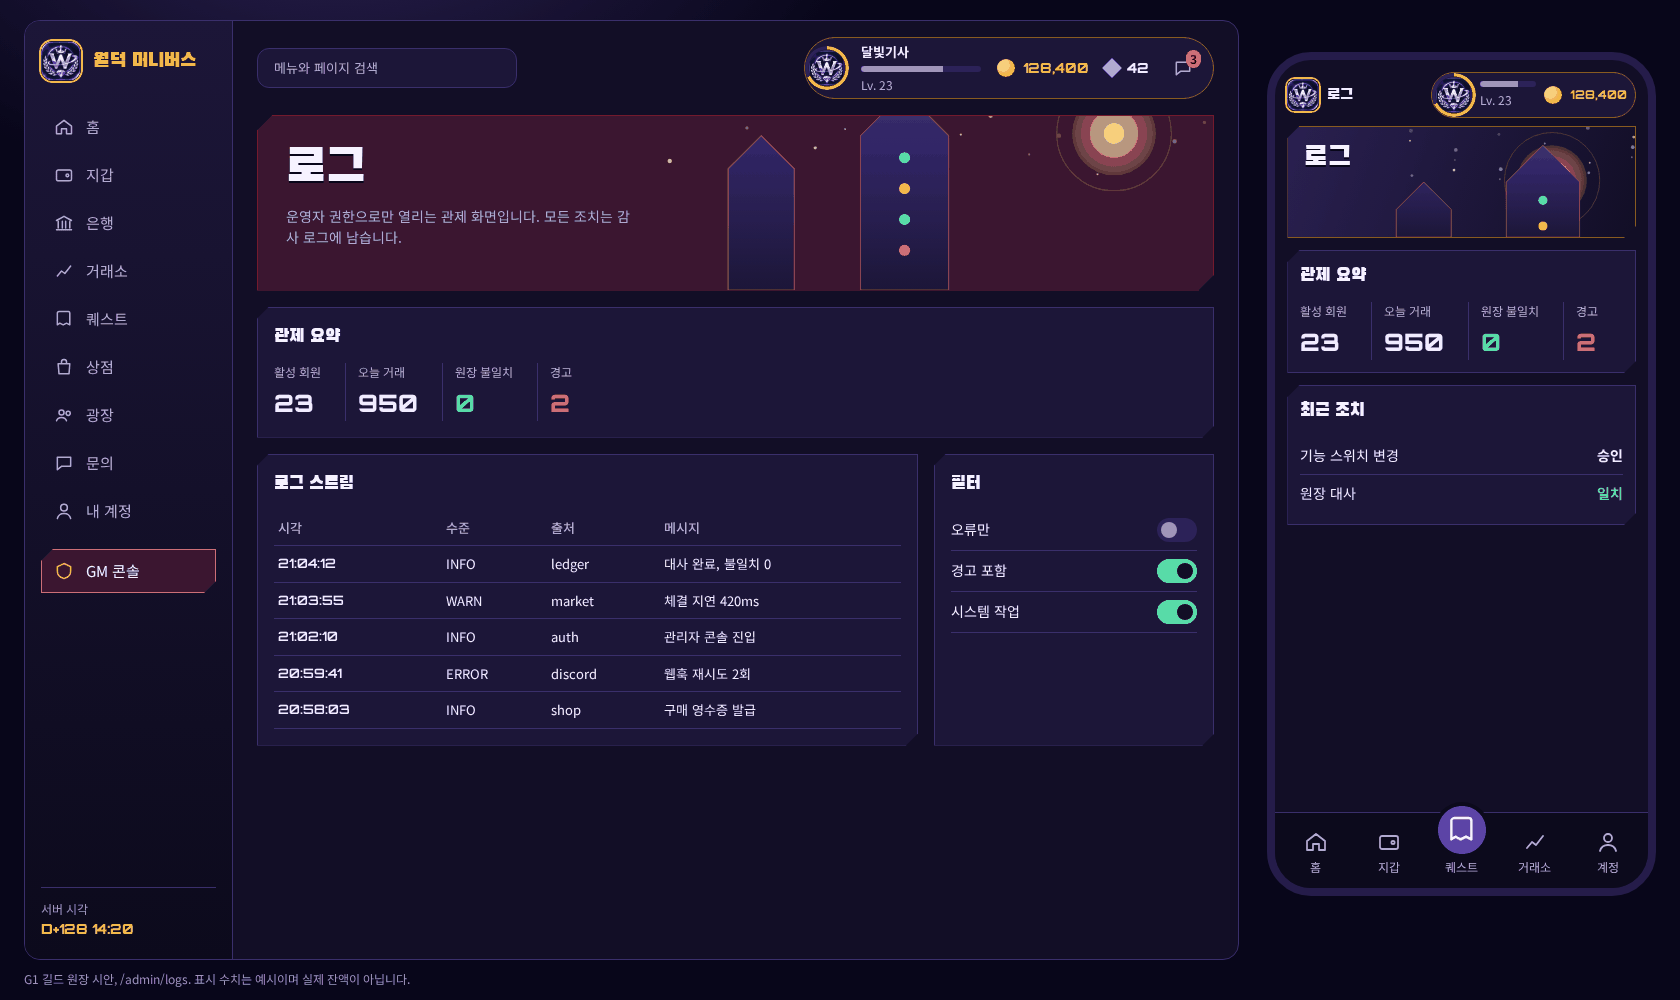 윈덕 머니버스
홈
지갑
은행
거래소
퀘스트
상점
광장
문의
내 계정
GM 콘솔
서버 시각
D+128 14:20
메뉴와 페이지 검색
달빛기사
Lv. 23
128,400
42
3
로그
운영자 권한으로만 열리는 관제 화면입니다. 모든 조치는 감
사 로그에 남습니다.
관제 요약
활성 회원 오늘 거래 원장 불일치 경고
23 950 0 2
로그 스트림
시각 수준 출처 메시지
21:04:12 INFO ledger 대사 완료, 불일치 0
21:03:55 WARN market 체결 지연 420ms
21:02:10 INFO auth 관리자 콘솔 진입
20:59:41 ERROR discord 웹훅 재시도 2회
20:58:03 INFO shop 구매 영수증 발급
필터
오류만
경고 포함
시스템 작업
로그
Lv. 23
128,400
로그
관제 요약
활성 회원 오늘 거래 원장 불일치 경고
23 950 0 2
최근 조치
기능 스위치 변경 승인
원장 대사 일치
홈 지갑 퀘스트 거래소 계정
G1 길드 원장 시안, /admin/logs. 표시 수치는 예시이며 실제 잔액이 아닙니다.